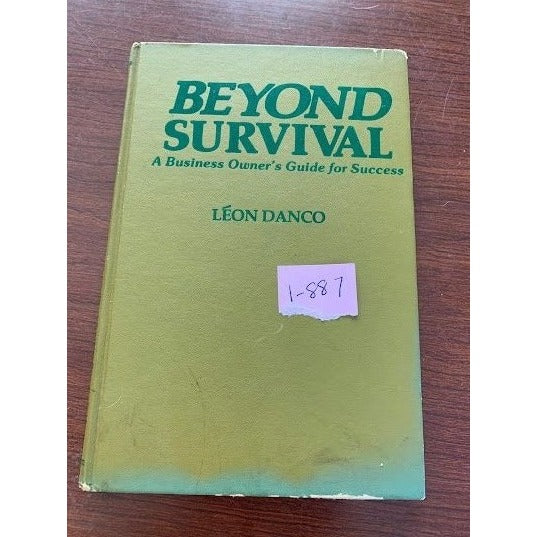 BEYOND
SURVIVAL
A Business Owner's Guide for Success
LÉON DANCO
1-887